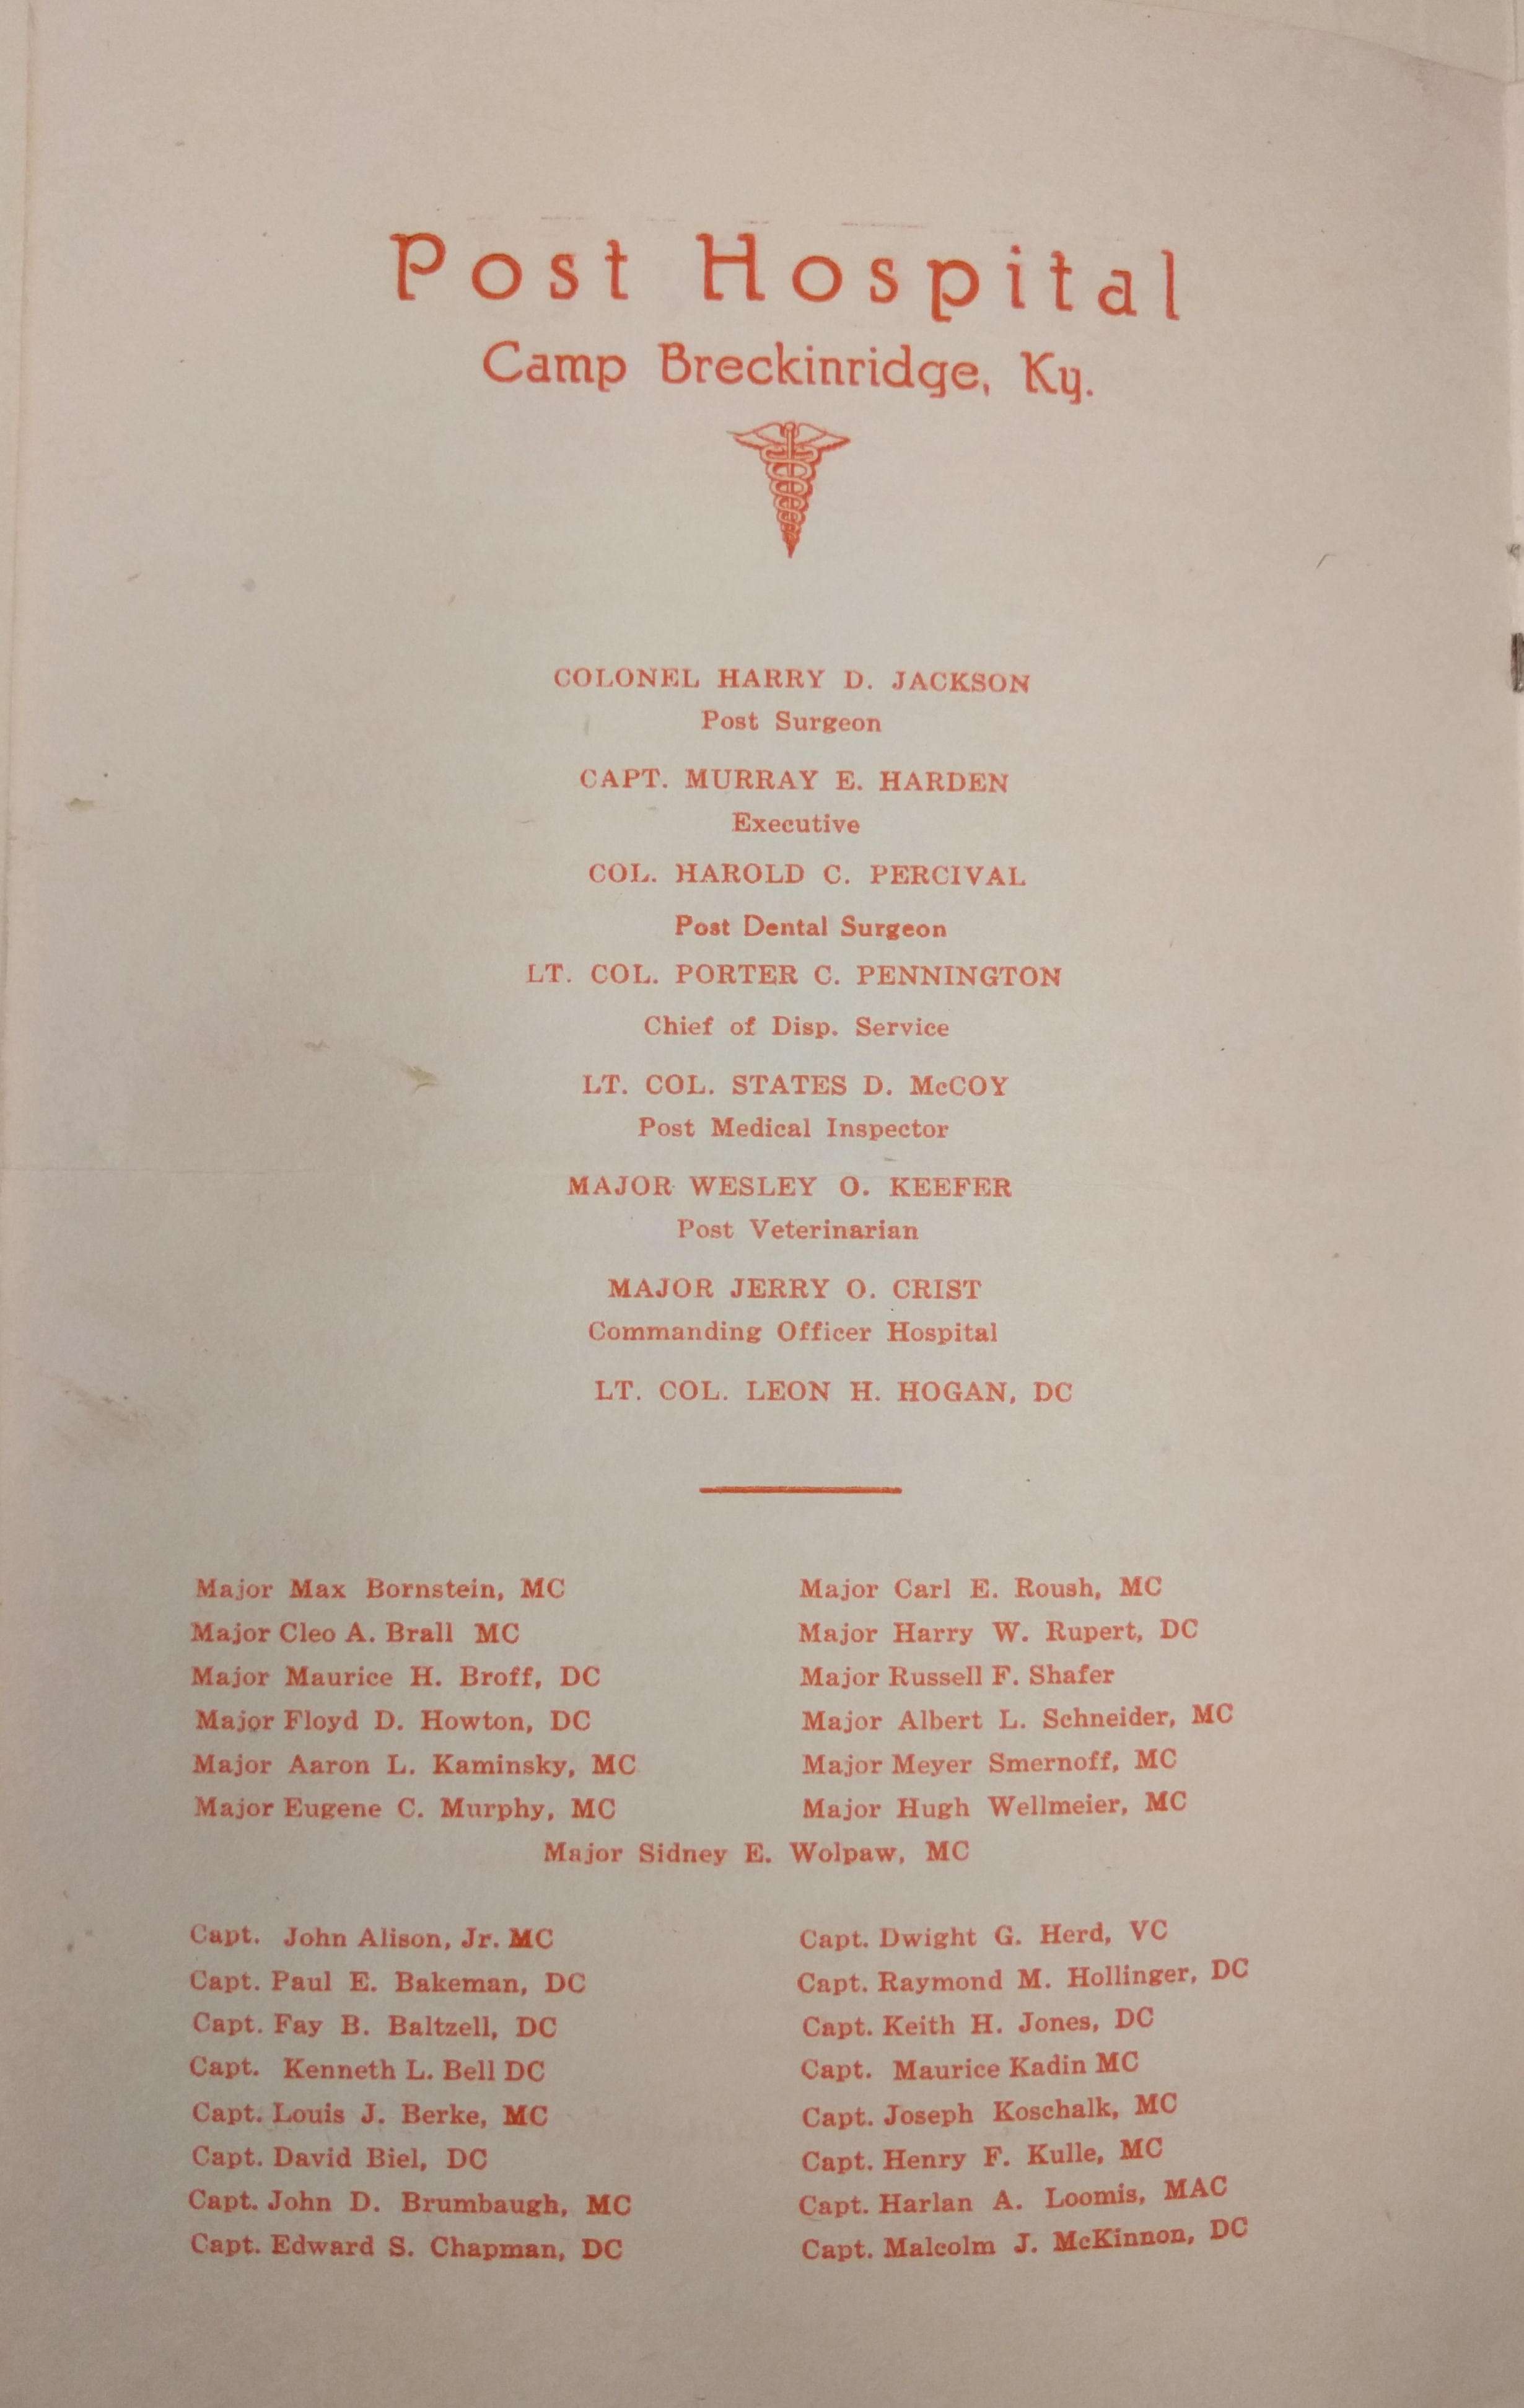 Post Hospital
Camp Breckinridge, Ky.
COLONEL HARRY D. JACKSON
Post Surgeon
CAPT. MURRAY E. HARDEN
Executive
COL. HAROLD C. PERCIVAL
Post Dental Surgeon
LT. COL. PORTER C. PENNINGTON
Chief of Disp. Service
LT. COL. STATES D. McCOY
Post Medical Inspector
MAJOR WESLEY O. KEEFER
Post Veterinarian
MAJOR JERRY O. CRIST
Commanding Officer Hospital
LT. COL. LEON H. HOGAN, DC
Major Max Bornstein, MC
Major Cleo A. Brall MC
Major Maurice H. Broff, DC
Major Floyd D. Howton, DC
Major Aaron L. Kaminsky, MC
Major Eugene C. Murphy, MC
Major Carl E. Roush, MC
Major Harry W. Rupert, DC
Major Russell F. Shafer
Major Albert L. Schneider, MC
Major Meyer Smernoff, MC
Major Hugh Wellmeier, MC
Major Sidney E. Wolpaw, MC
Capt. John Alison, Jr. MC
Capt. Paul E. Bakeman, DC
Capt. Fay B. Baltzell, DC
Capt. Kenneth L. Bell DC
Capt. Louis J. Berke, MC
Capt. David Biel, DC
Capt. John D. Brumbaugh, MC
Capt. Edward S. Chapman, DC
Capt. Dwight G. Herd, VC
Capt. Raymond M. Hollinger, DC
Capt. Keith H. Jones, DC
Capt. Maurice Kadin MC
Capt. Joseph Koschalk, MC
Capt. Henry F. Kulle, MC
Capt. Harlan A. Loomis, MAC
Capt. Malcolm J. McKinnon, DC